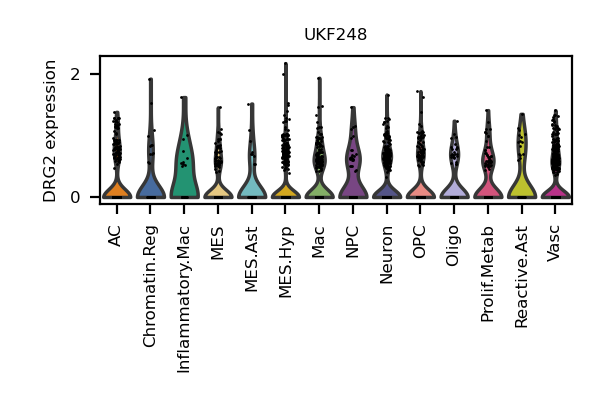 UKF248
DRG2 expression
2
0
AC
Chromatin.Reg
Inflammatory.Mac
MES
MES.Ast
MES.Hyp
Mac
NPC
Neuron
OPC
Oligo
Prolif.Metab
Reactive.Ast
Vasc